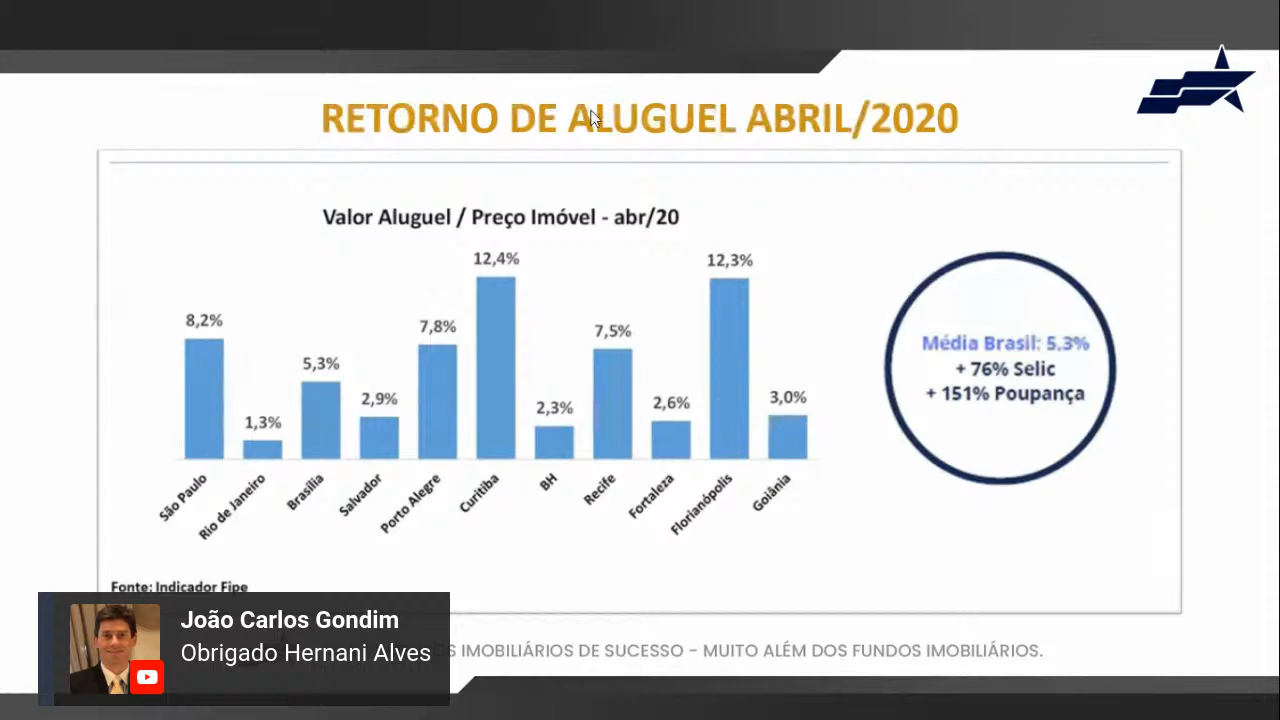 RETORNO DE ALUGUEL ABRIL/2020
Valor Aluguel / Preço Imóvel - abr/20
8,2%
1,3%
5,3%
2,9%
7,8%
12,4%
2,3%
7,5%
2,6%
12,3%
3,0%
São Paulo
Rio de Janeiro
Brasília
Salvador
Porto Alegre
Curitiba
BH
Recife
Fortaleza
Florianópolis
Goiânia
Média Brasil: 5,3%
+ 76% Selic
+ 151% Poupança
Fonte: Indicador Fipe
João Carlos Gondim
Obrigado Hernani Alves
IMOBILIÁRIOS DE SUCESSO - MUITO ALÉM DOS FUNDOS IMOBILIÁRIOS.